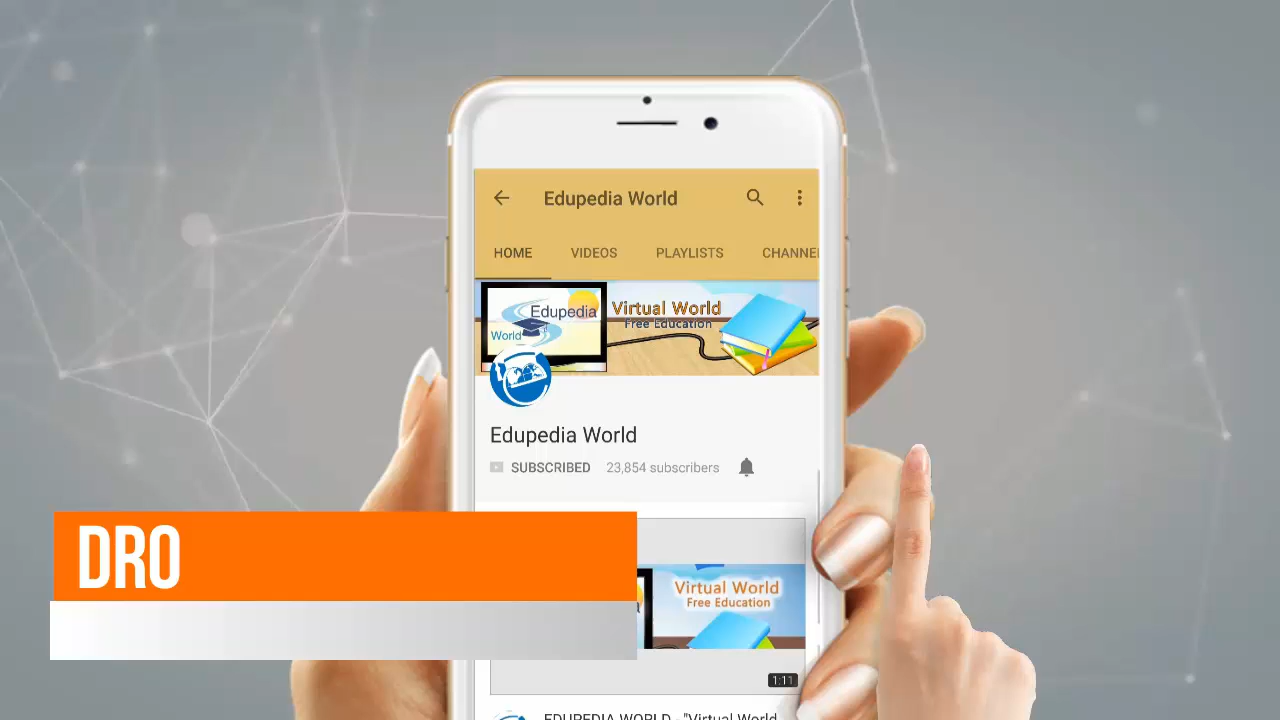 Edupedia World
HOME VIDEOS PLAYLISTS CHANNE
Edupedia
World
Virtual World
Free Education
Edupedia World
SUBSCRIBED 23,854 subscribers
DRO
Virtual World
Free Education
1:11
EDUPEDIA WORLD - "Virtual World